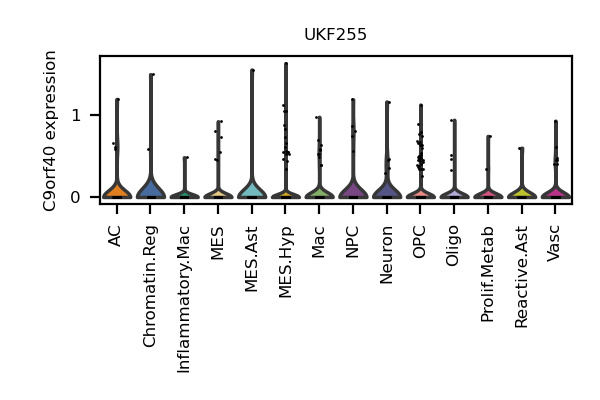 UKF255
C9orf40 expression
1
0
AC
Chromatin.Reg
Inflammatory.Mac
MES
MES.Ast
MES.Hyp
Mac
NPC
Neuron
OPC
Oligo
Prolif.Metab
Reactive.Ast
Vasc